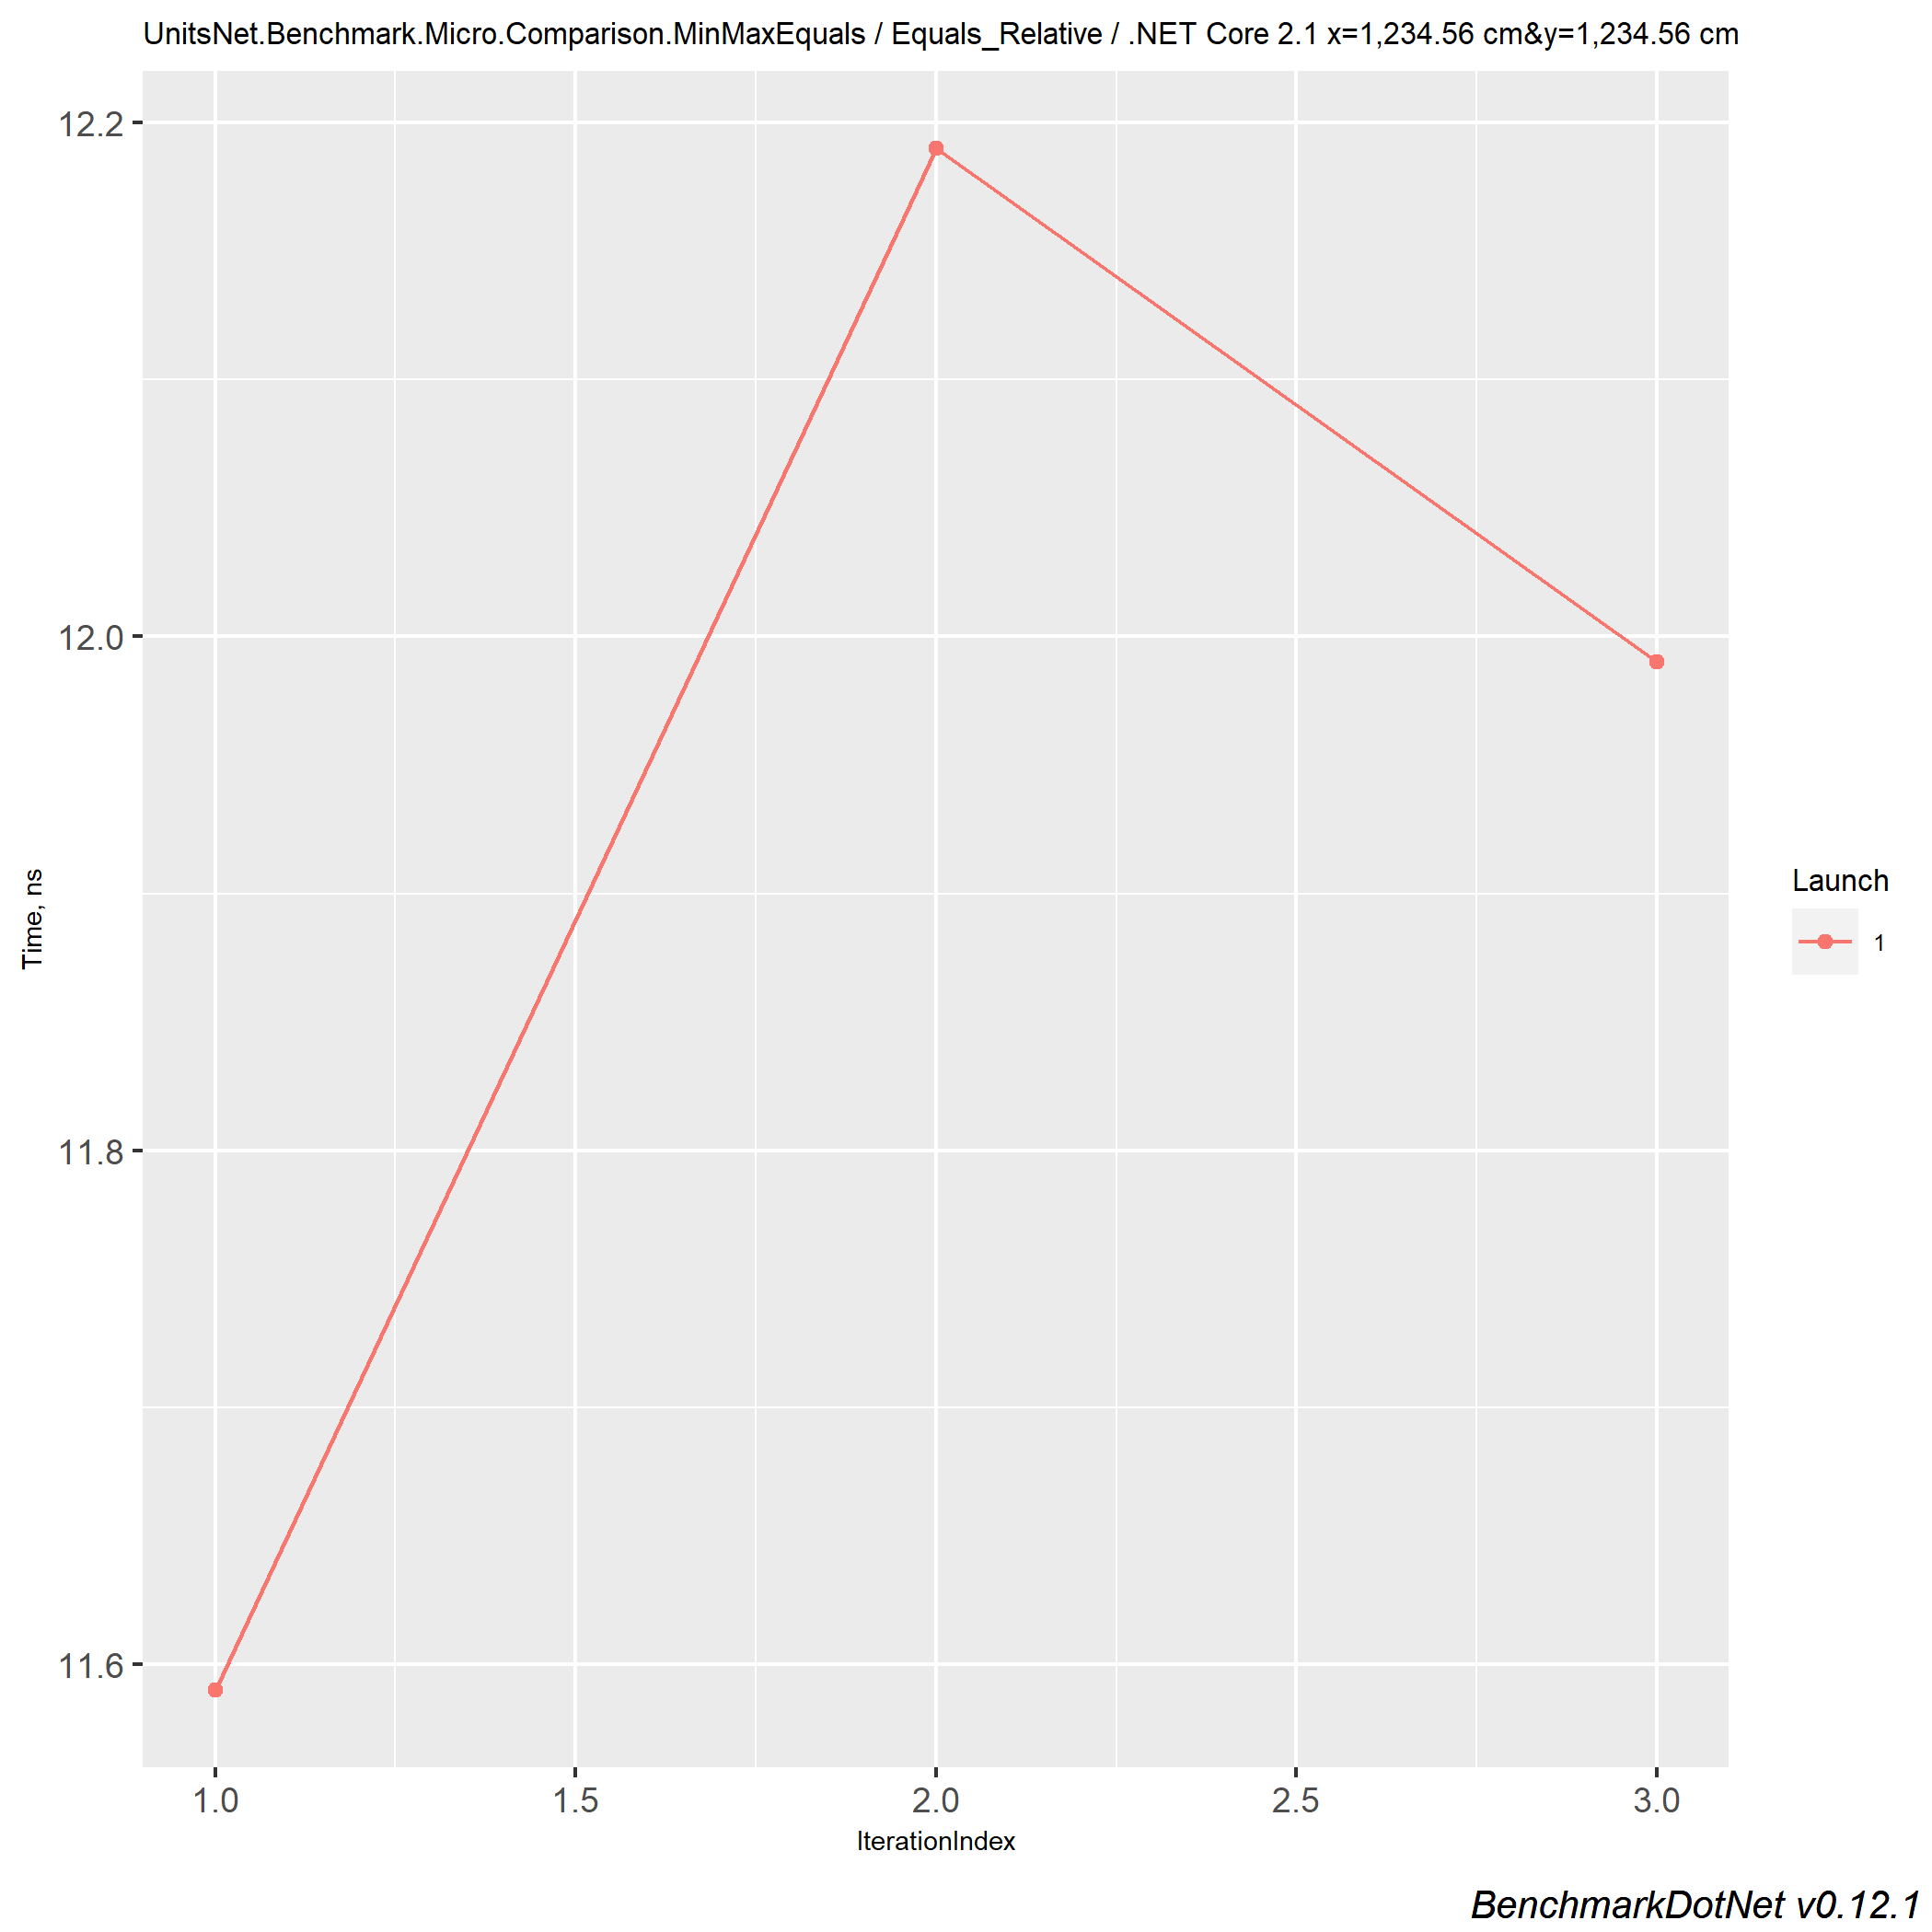 UnitsNet.Benchmark.Micro.Comparison.MinMaxEquals / Equals_Relative / .NET Core 2.1 x=1,234.56 cm&y=1,234.56 cm
12.2
12.0
11.8
11.6
Time, ns
1.0 1.5 2.0 2.5 3.0
IterationIndex
Launch
1
BenchmarkDotNet v0.12.1